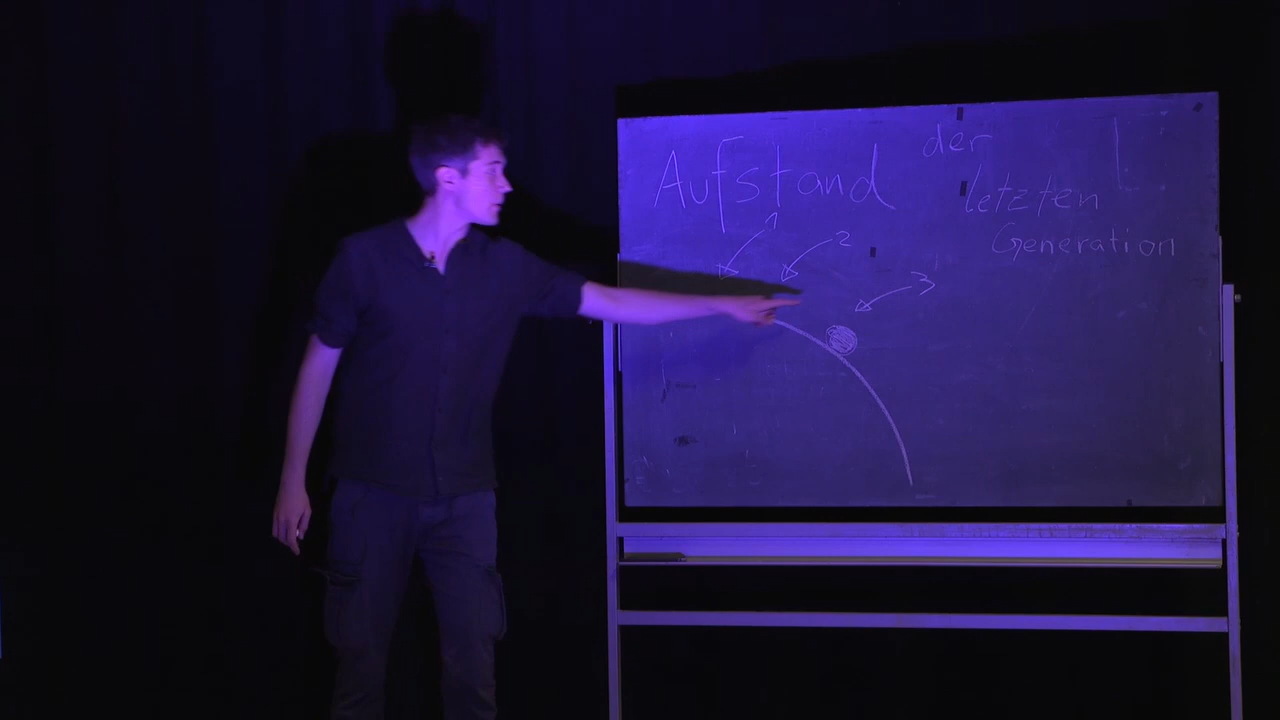 Aufstand der
letzten
Generation
1
2
3